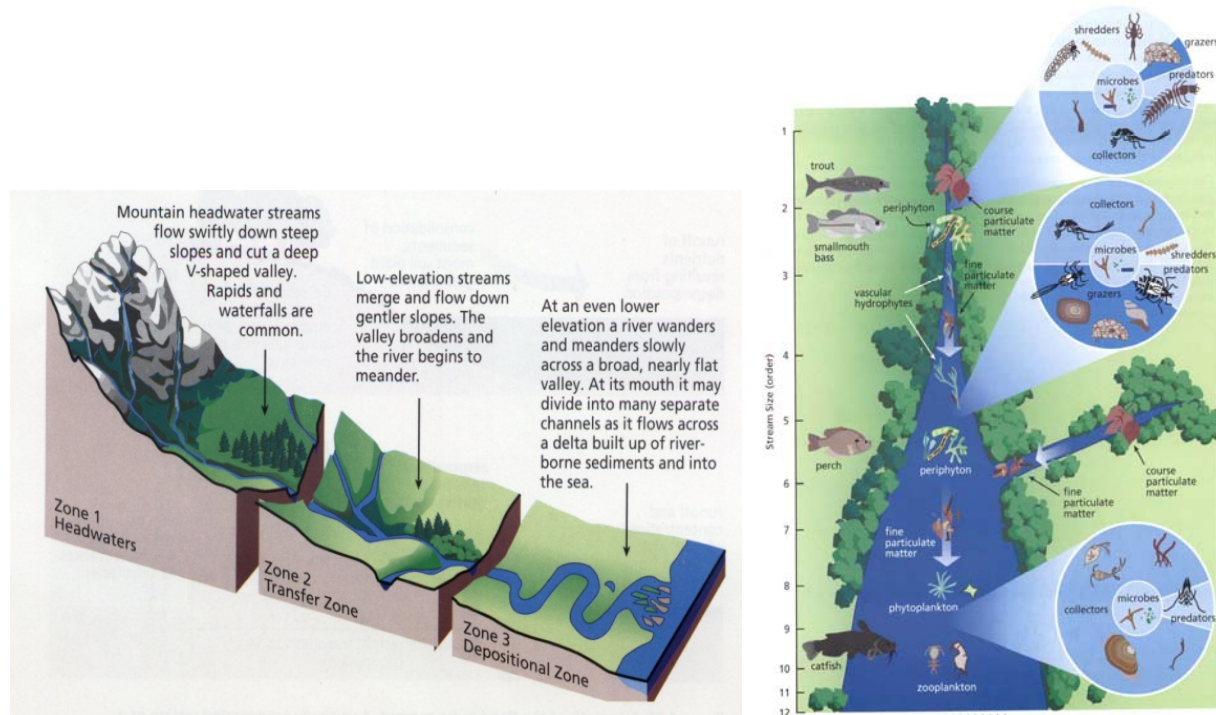 Mountain headwater streams
flow swiftly down steep
slopes and cut a deep
V-shaped valley.
Rapids and
waterfalls are
common.
Low-elevation streams
merge and flow down
gentler slopes. The
valley broadens and
the river begins to
meander.
At an even lower
elevation a river wanders
and meanders slowly
across a broad, nearly flat
valley. At its mouth it may
divide into many separate
channels as it flows across
a delta built up of river-
borne sediments and into
the sea.
Zone 1
Headwaters
Zone 2
Transfer Zone
Zone 3
Depositional Zone
Stream Size (order)
1
2
3
4
5
6
7
8
9
10
11
12
shredders
grazers
microbes
predators
collectors
trout
periphyton
course
particulate
matter
smallmouth
bass
fine
particulate
matter
vascular
hydrophytes
collectors
microbes
shredders
predators
grazers
perch
periphyton
course
particulate
matter
fine
particulate
matter
fine
particulate
matter
phytoplankton
microbes
collectors
predators
catfish
zooplankton